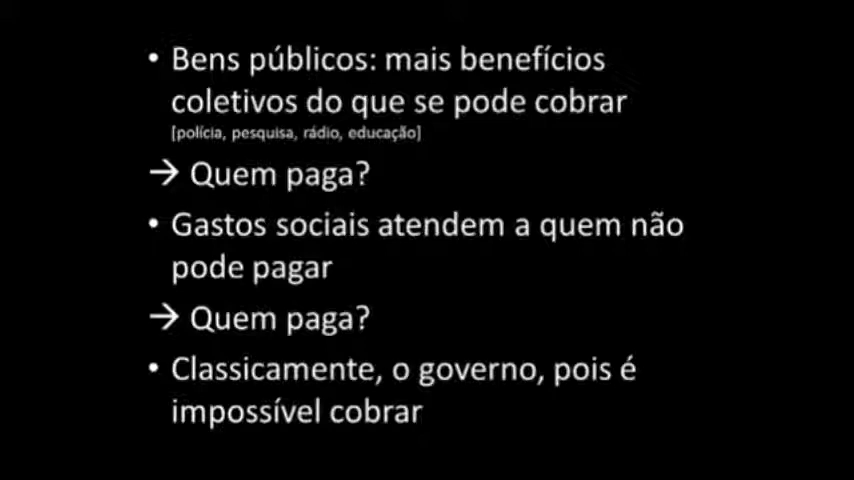 • Bens públicos: mais benefícios
coletivos do que se pode cobrar
[polícia, pesquisa, rádio, educação]
→ Quem paga?
• Gastos sociais atendem a quem não
pode pagar
→ Quem paga?
• Classicamente, o governo, pois é
impossível cobrar